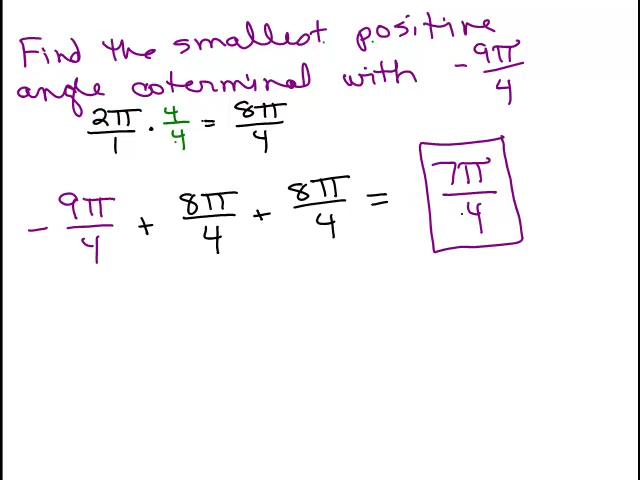 Find the smallest positive
angle coterminal with - 9π/4
2π/1 · 4/4 = 8π/4
- 9π/4 + 8π/4 + 8π/4 = 7π/4